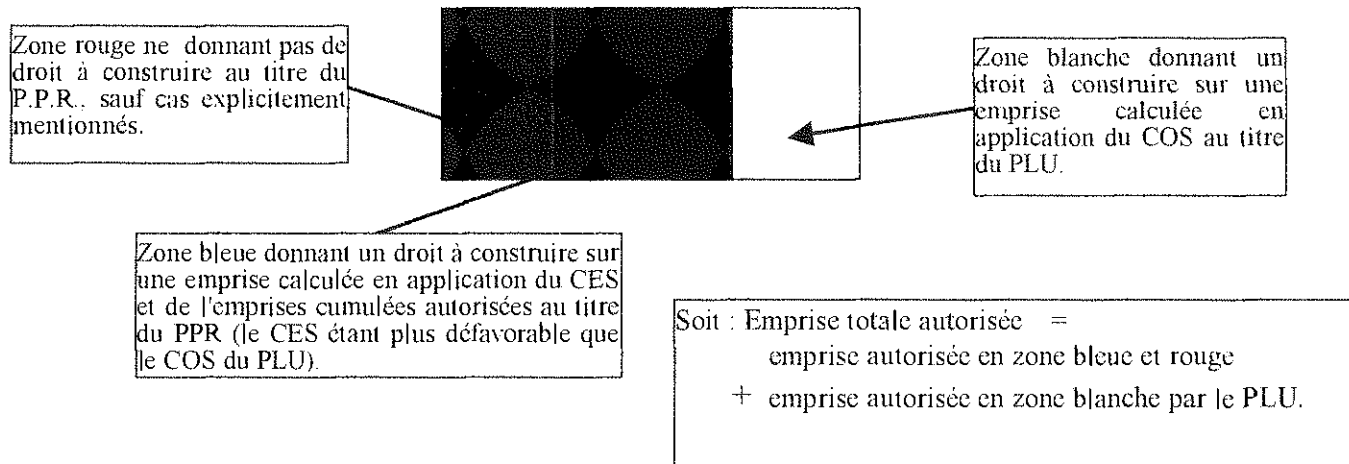 Zone rouge ne donnant pas de
droit à construire au titre du
P.P.R., sauf cas explicitement
mentionnés.
Zone blanche donnant un
droit à construire sur une
emprise calculée en
application du COS au titre
du PLU.
Zone bleue donnant un droit à construire sur
une emprise calculée en application du CES
et de l'emprises cumulées autorisées au titre
du PPR (le CES étant plus défavorable que
le COS du PLU).
Soit : Emprise totale autorisée =
emprise autorisée en zone bleue et rouge
+ emprise autorisée en zone blanche par le PLU.